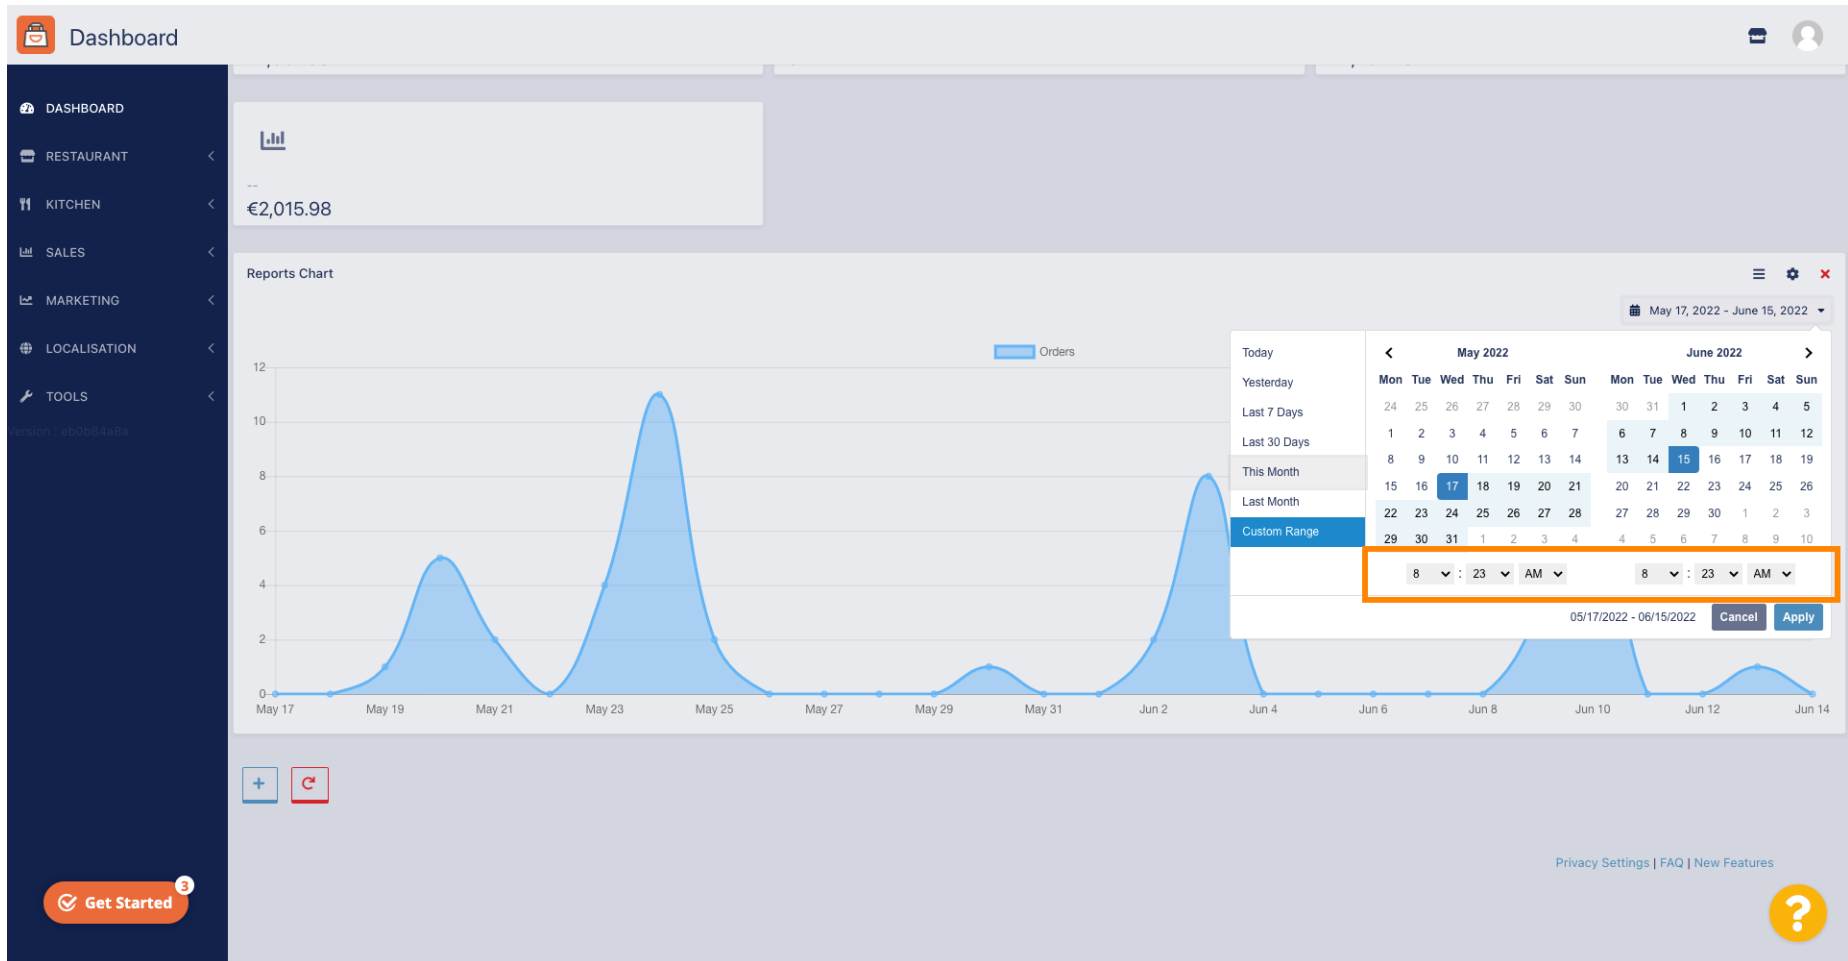 Dashboard
DASHBOARD
RESTAURANT
KITCHEN
SALES
MARKETING
LOCALISATION
TOOLS
Version : eb0b84a8a
--
€2,015.98
Reports Chart
May 17, 2022 - June 15, 2022
Orders
12
10
8
6
4
2
0
May 17 May 19 May 21 May 23 May 25 May 27 May 29 May 31 Jun 2 Jun 4 Jun 6 Jun 8 Jun 10 Jun 12 Jun 14
Today
Yesterday
Last 7 Days
Last 30 Days
This Month
Last Month
Custom Range
May 2022
Mon Tue Wed Thu Fri Sat Sun
24 25 26 27 28 29 30
1 2 3 4 5 6 7
8 9 10 11 12 13 14
15 16 17 18 19 20 21
22 23 24 25 26 27 28
29 30 31 1 2 3 4
8 : 23 AM
June 2022
Mon Tue Wed Thu Fri Sat Sun
30 31 1 2 3 4 5
6 7 8 9 10 11 12
13 14 15 16 17 18 19
20 21 22 23 24 25 26
27 28 29 30 1 2 3
4 5 6 7 8 9 10
8 : 23 AM
05/17/2022 - 06/15/2022 Cancel Apply
Privacy Settings | FAQ | New Features
Get Started 3
?